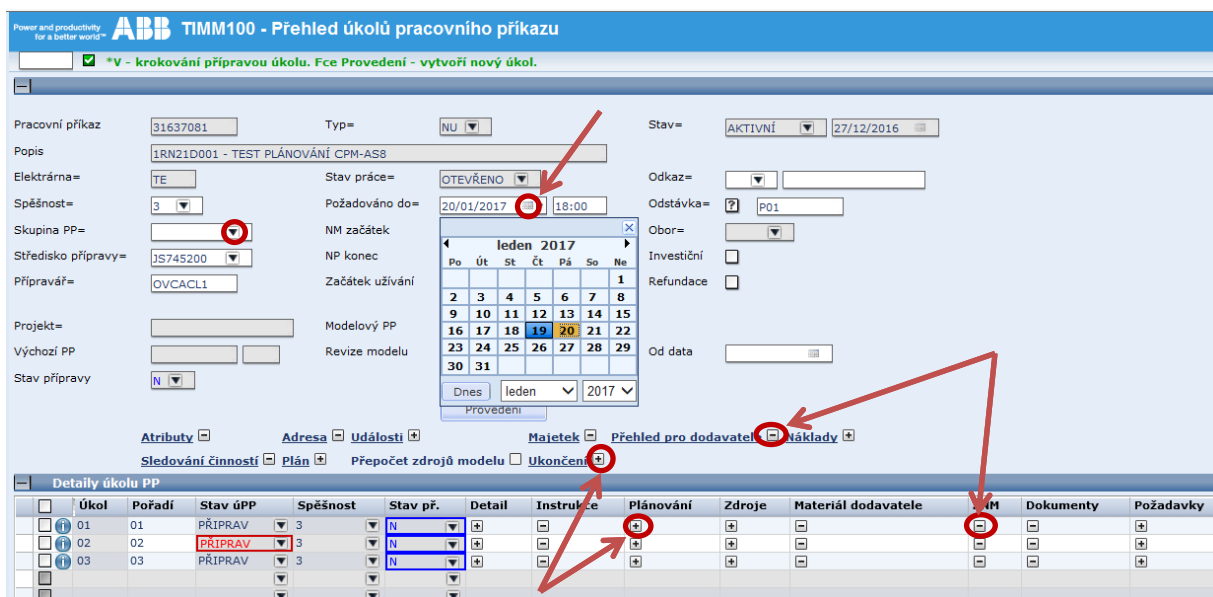 Power and productivity
for a better world™ ABB TIMM100 - Přehled úkolů pracovního příkazu
*V - krokování přípravou úkolu. Fce Provedení - vytvoří nový úkol.
Pracovní příkaz 31637081 Typ= NU Stav= AKTIVNÍ 27/12/2016
Popis 1RN21D001 - TEST PLÁNOVÁNÍ CPM-AS8
Elektrárna= TE Stav práce= OTEVŘENO Odkaz=
Spěšnost= 3 Požadováno do= 20/01/2017 18:00 Odstávka= ? P01
Skupina PP= NM začátek Obor=
Středisko přípravy= JS745200 NP konec Investiční
Přípravář= OVCACL1 Začátek užívání Refundace
leden 2017
Po Út St Čt Pá So Ne
1
2 3 4 5 6 7 8
9 10 11 12 13 14 15
16 17 18 19 20 21 22
23 24 25 26 27 28 29
30 31
Dnes leden 2017
Projekt= Modelový PP
Výchozí PP Revize modelu Od data
Stav přípravy N
Provedení
Atributy Adresa Události Majetek Přehled pro dodavatele Náklady
Sledování činností Plán Přepočet zdrojů modelu Ukončení
Detaily úkolu PP
Úkol Pořadí Stav úPP Spěšnost Stav př. Detail Instrukce Plánování Zdroje Materiál dodavatele Dokumenty Požadavky
01 01 PŘIPRAV 3 N
02 02 PŘIPRAV 3 N
03 03 PŘIPRAV 3 N